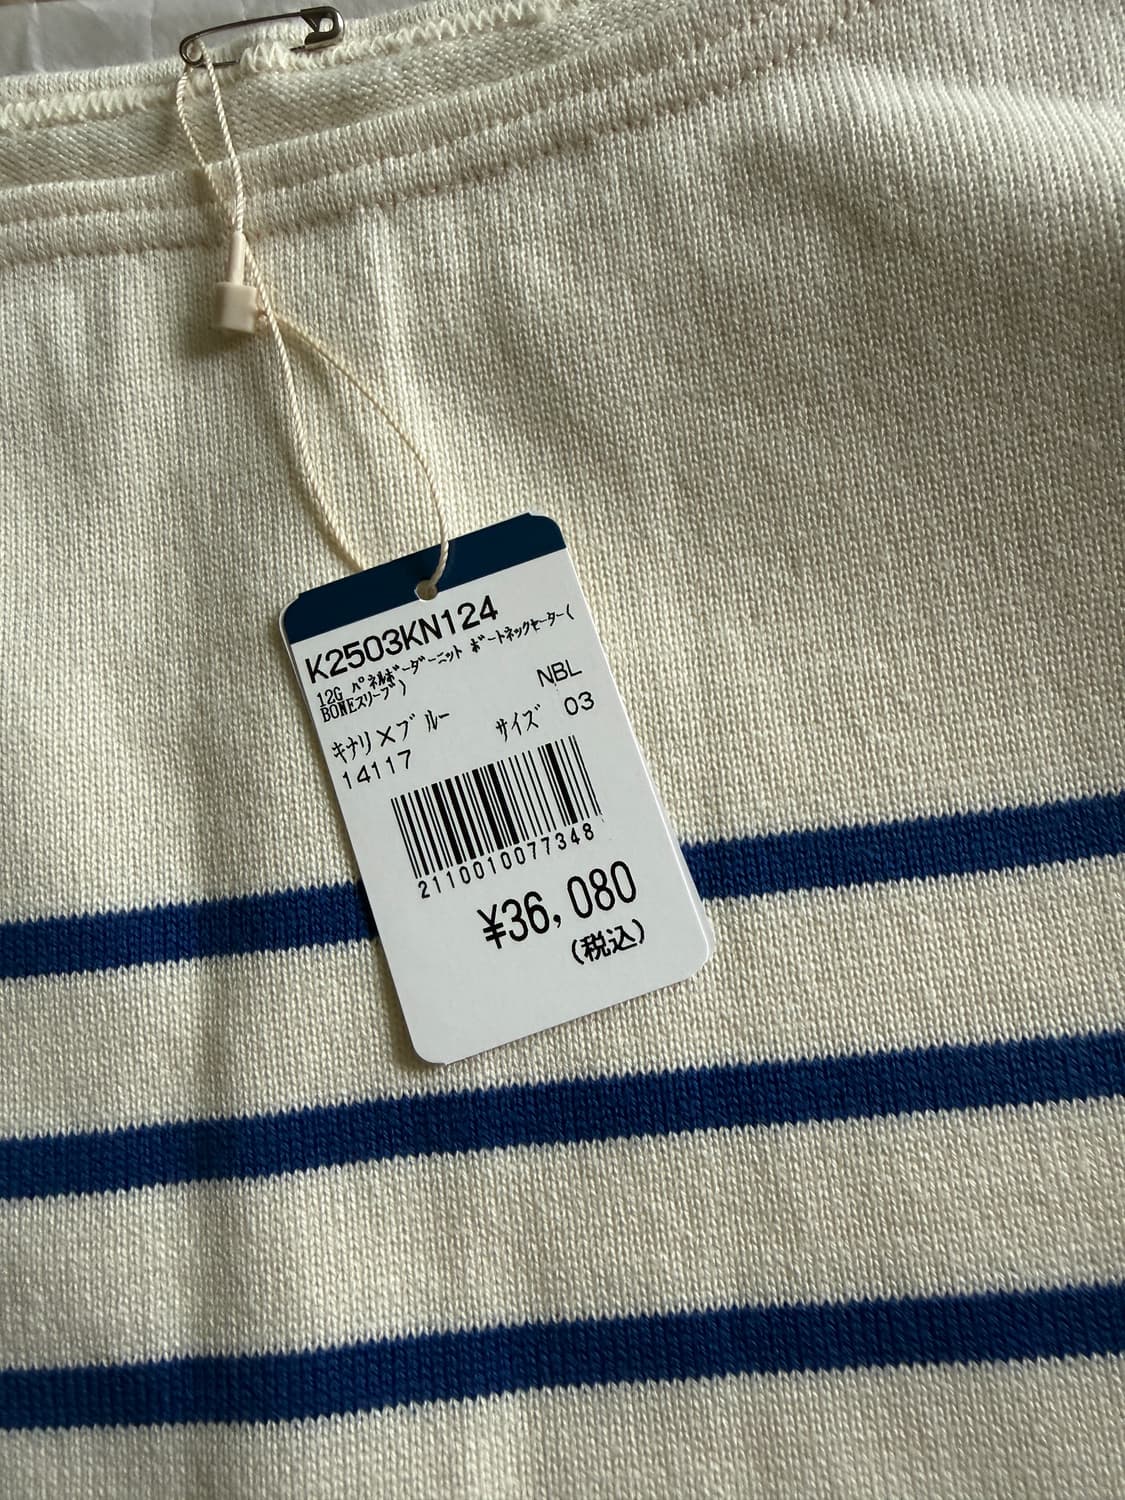 K2503KN124
12G パネルボーダーニット ボートネックセーター(
BONEスリーブ)
NBL
キナリ×ブルー サイズ 03
14117
2110010077348
¥36,080
(税込)